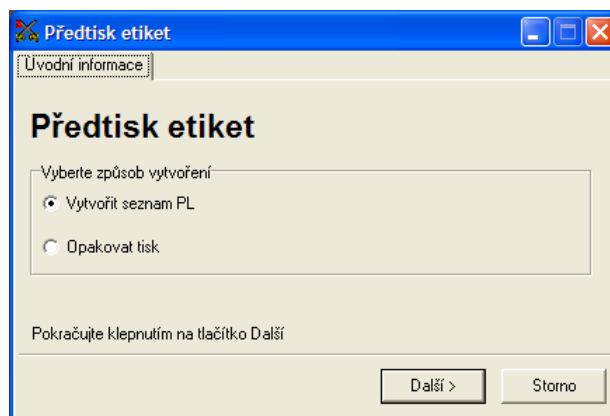 Předtisk etiket
Úvodní informace
Předtisk etiket
Vyberte způsob vytvoření
Vytvořit seznam PL
Opakovat tisk
Pokračujte klepnutím na tlačítko Další
Další >
Storno